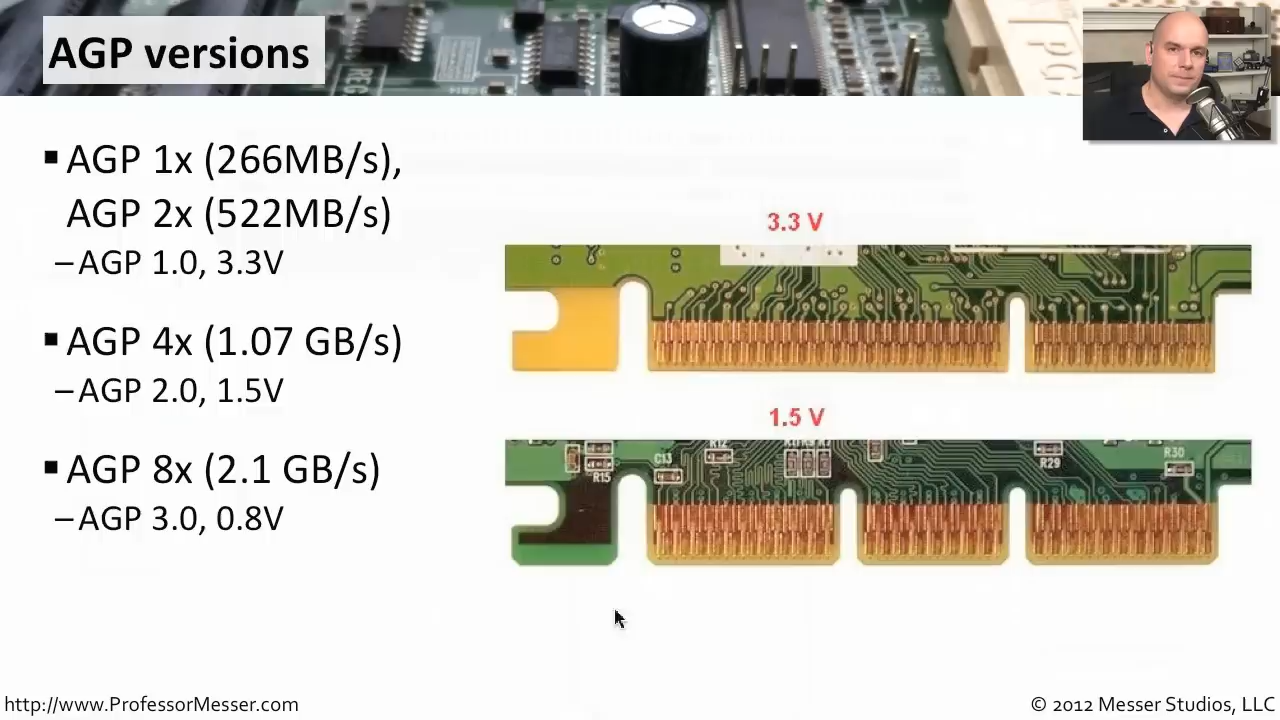 AGP versions
▪ AGP 1x (266MB/s),
AGP 2x (522MB/s)
–AGP 1.0, 3.3V
▪ AGP 4x (1.07 GB/s)
–AGP 2.0, 1.5V
▪ AGP 8x (2.1 GB/s)
–AGP 3.0, 0.8V
3.3 V
1.5 V
R15
C13
R12
R29
R30
http://www.ProfessorMesser.com
© 2012 Messer Studios, LLC